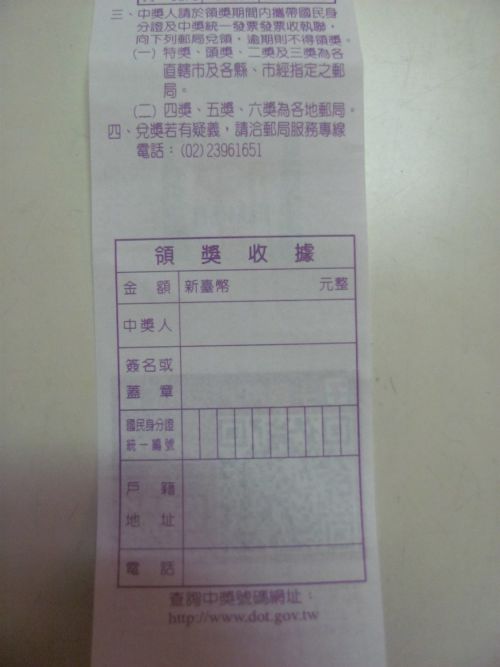 三、中獎人請於領獎期間內攜帶國民身
分證及中獎統一發票發票收執聯，
向下列郵局兌領，逾期則不得領獎。
(一) 特獎、頭獎、二獎及三獎為各
直轄市及各縣、市經指定之郵
局。
(二) 四獎、五獎、六獎為各地郵局。
四、兌獎若有疑義，請洽郵局服務專線
電話：(02)23961651
領獎收據
金額 新臺幣 元整
中獎人
簽名或
蓋章
國民身分證
統一編號
戶籍
地址
電話
查詢中獎號碼網址：
http://www.dot.gov.tw